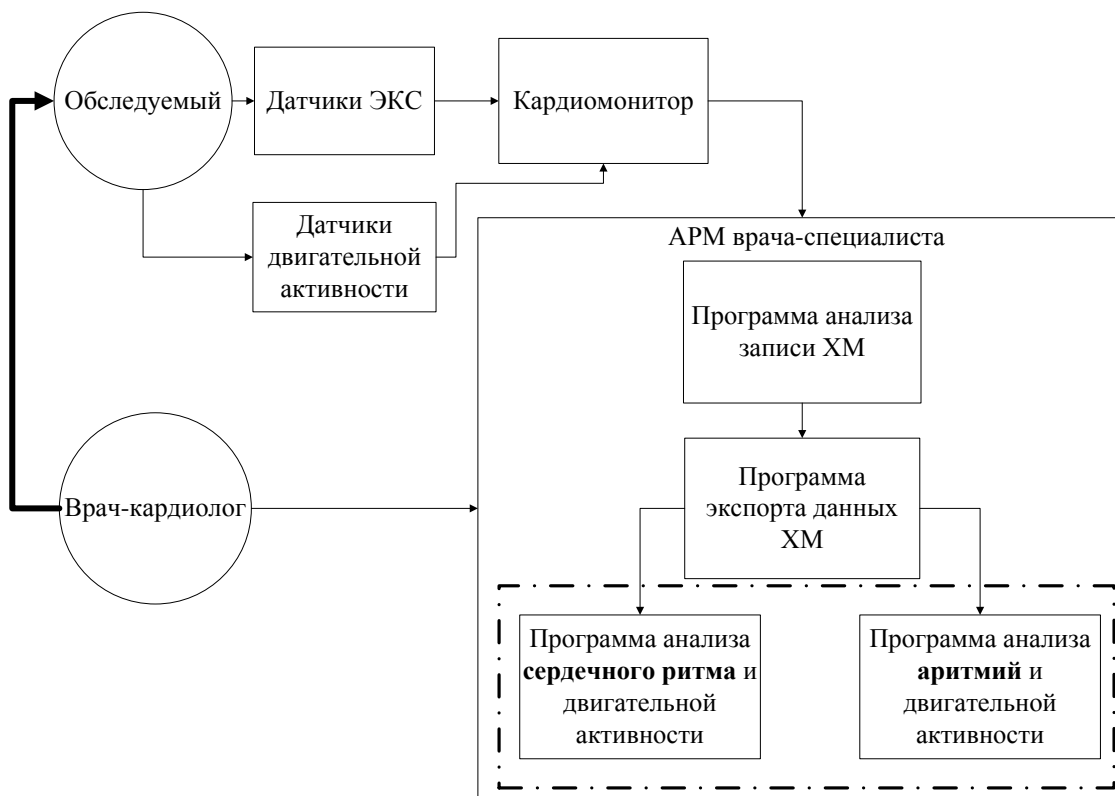 Обследуемый
Датчики ЭКС
Кардиомонитор
Датчики
двигательной
активности
АРМ врача-специалиста
Программа анализа
записи ХМ
Врач-кардиолог
Программа
экспорта данных
ХМ
Программа анализа
сердечного ритма и
двигательной
активности
Программа анализа
аритмий и
двигательной
активности